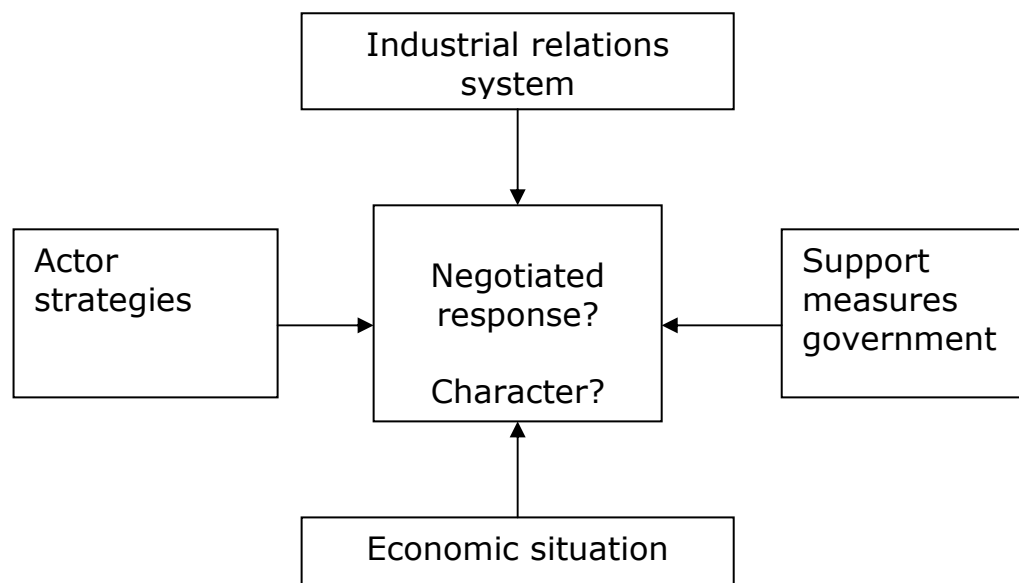 Industrial relations
system
Actor
strategies
Negotiated
response?
Character?
Support
measures
government
Economic situation